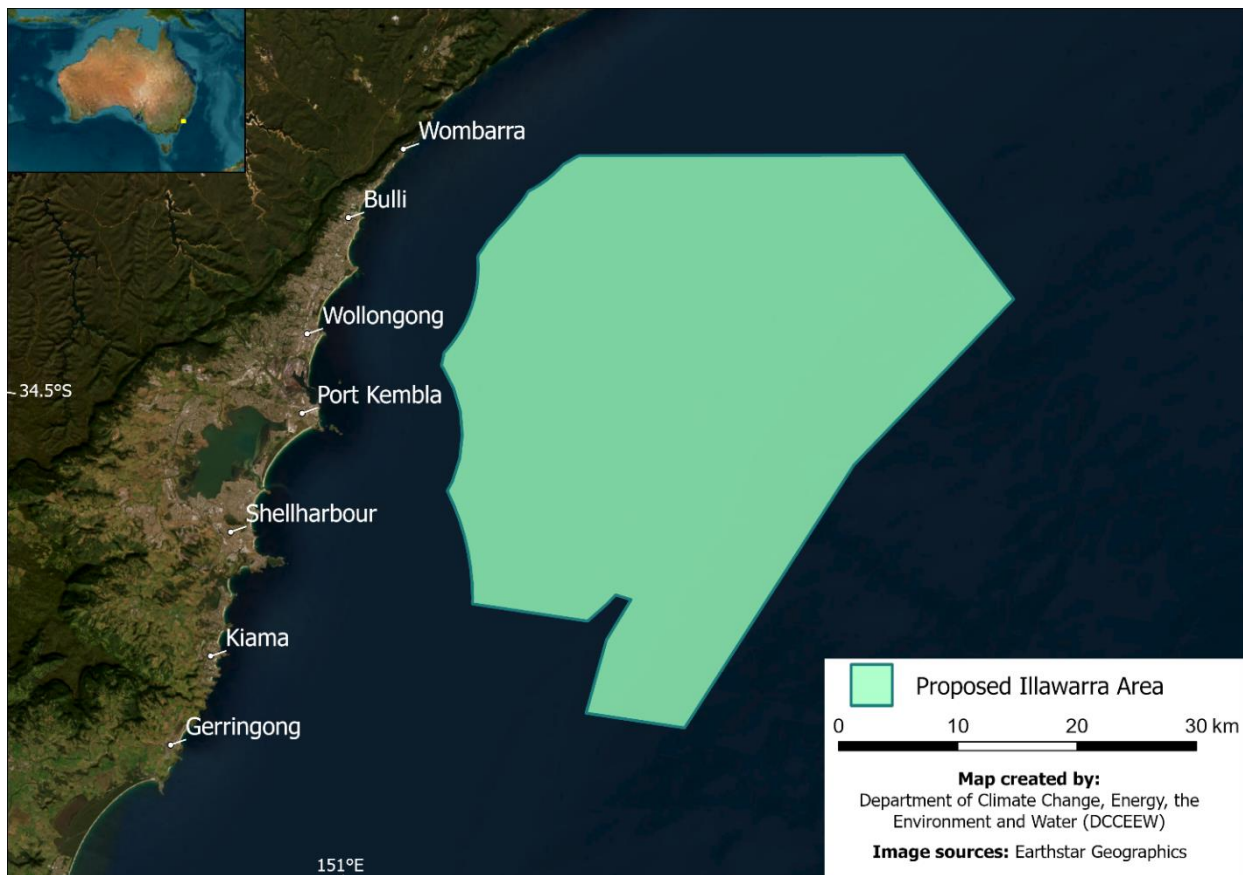 Wombarra
Bulli
Wollongong
34.5°S
Port Kembla
Shellharbour
Kiama
Gerringong
151°E
Proposed Illawarra Area
0 10 20 30 km
Map created by:
Department of Climate Change, Energy, the
Environment and Water (DCCEEW)
Image sources: Earthstar Geographics